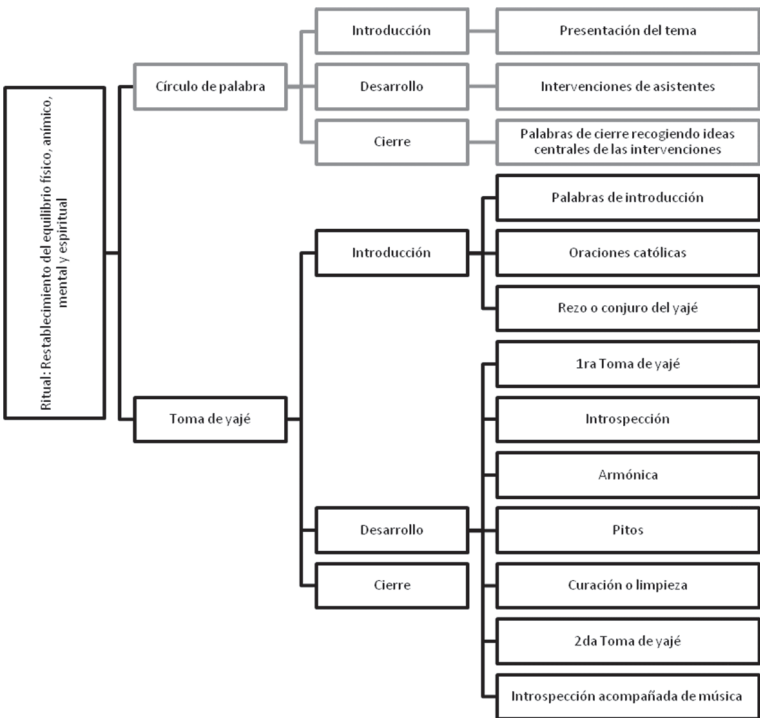 Ritual: Restablecimiento del equilibrio físico, anímico,
mental y espiritual
Círculo de palabra
Introducción
Presentación del tema
Desarrollo
Intervenciones de asistentes
Cierre
Palabras de cierre recogiendo ideas
centrales de las intervenciones
Toma de yajé
Introducción
Palabras de introducción
Oraciones católicas
Rezo o conjuro del yajé
Desarrollo
1ra Toma de yajé
Introspección
Armónica
Pitos
Curación o limpieza
2da Toma de yajé
Introspección acompañada de música
Cierre